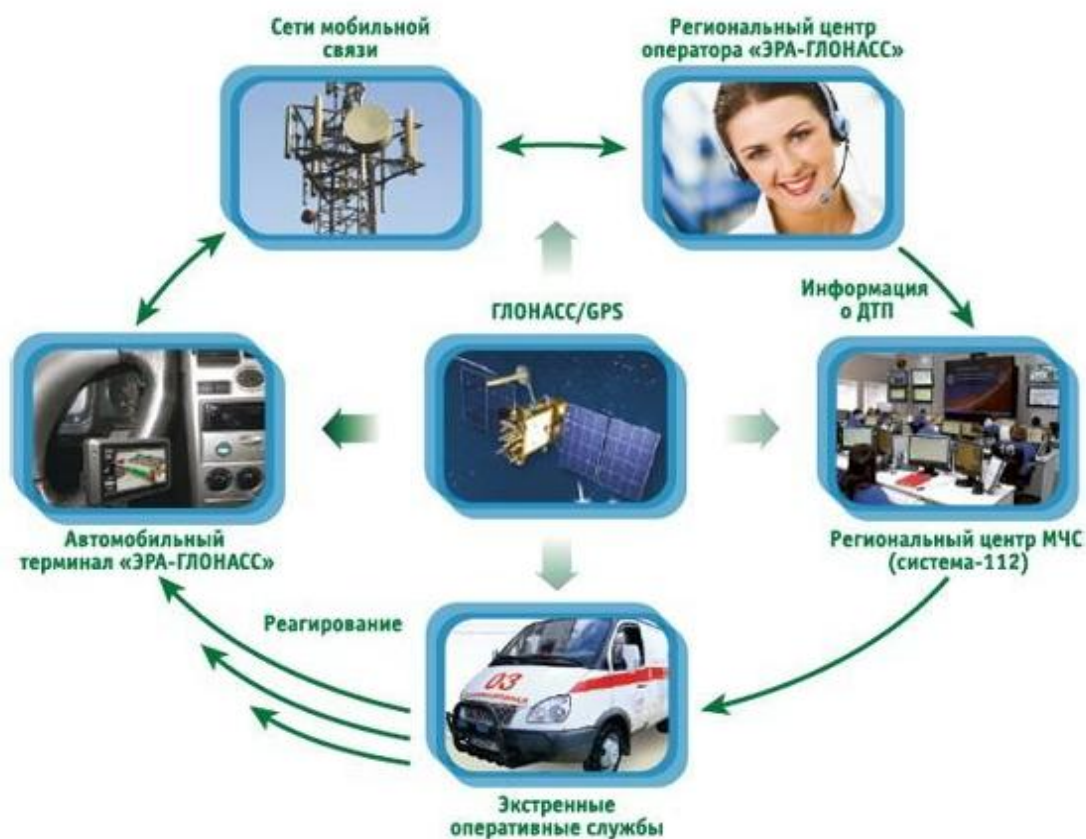 Сети мобильной
связи
Региональный центр
оператора «ЭРА-ГЛОНАСС»
ГЛОНАСС/GPS
Информация
о ДТП
Автомобильный
терминал «ЭРА-ГЛОНАСС»
Региональный центр МЧС
(система-112)
Реагирование
03
Экстренные
оперативные службы